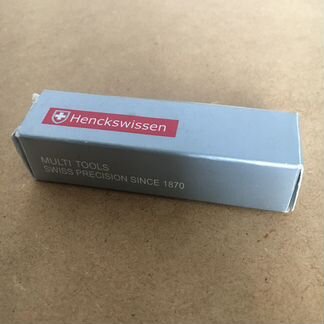 Henckswissen
MULTI TOOLS
SWISS PRECISION SINCE 1870